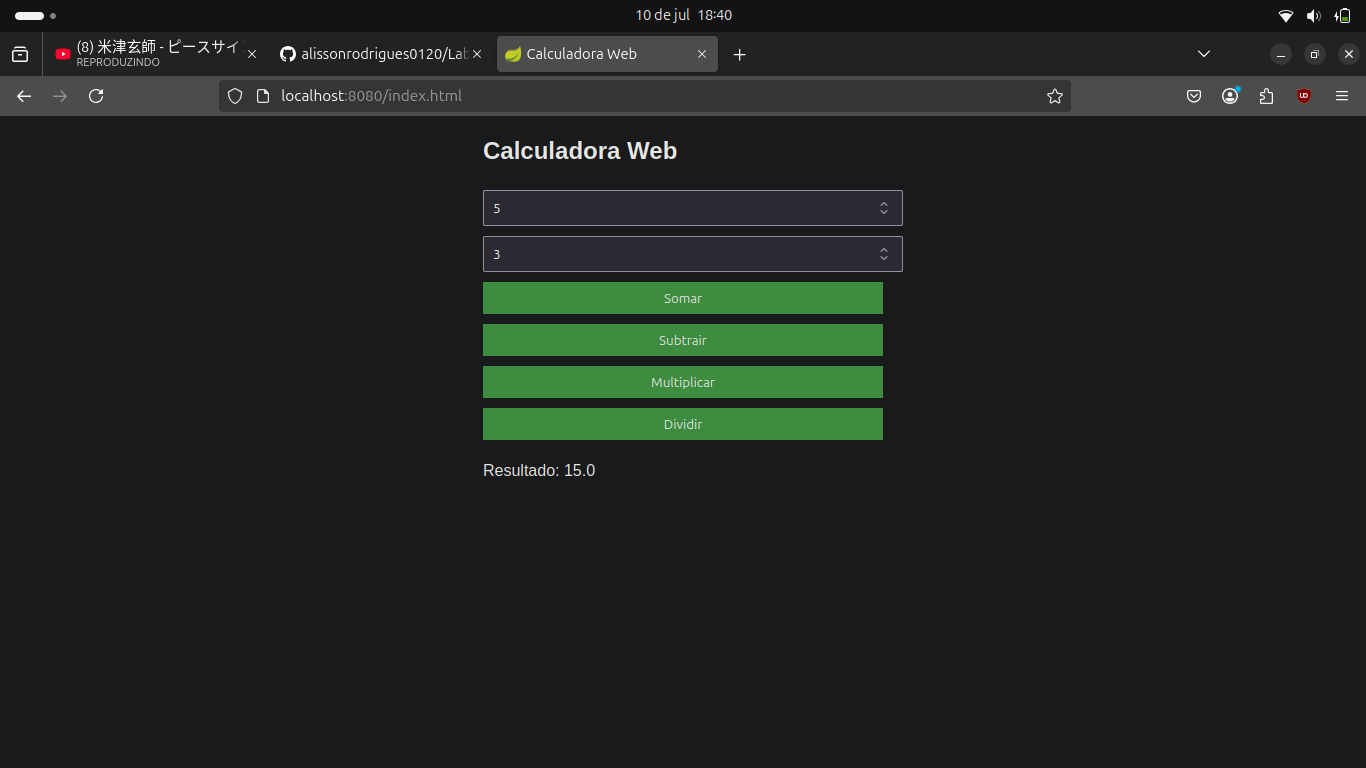 10 de jul 18:40
(8) 米津玄師 - ピースサイ
REPRODUZINDO
alissonrodrigues0120/Lab
Calculadora Web
localhost:8080/index.html
Calculadora Web
5
3
Somar
Subtrair
Multiplicar
Dividir
Resultado: 15.0